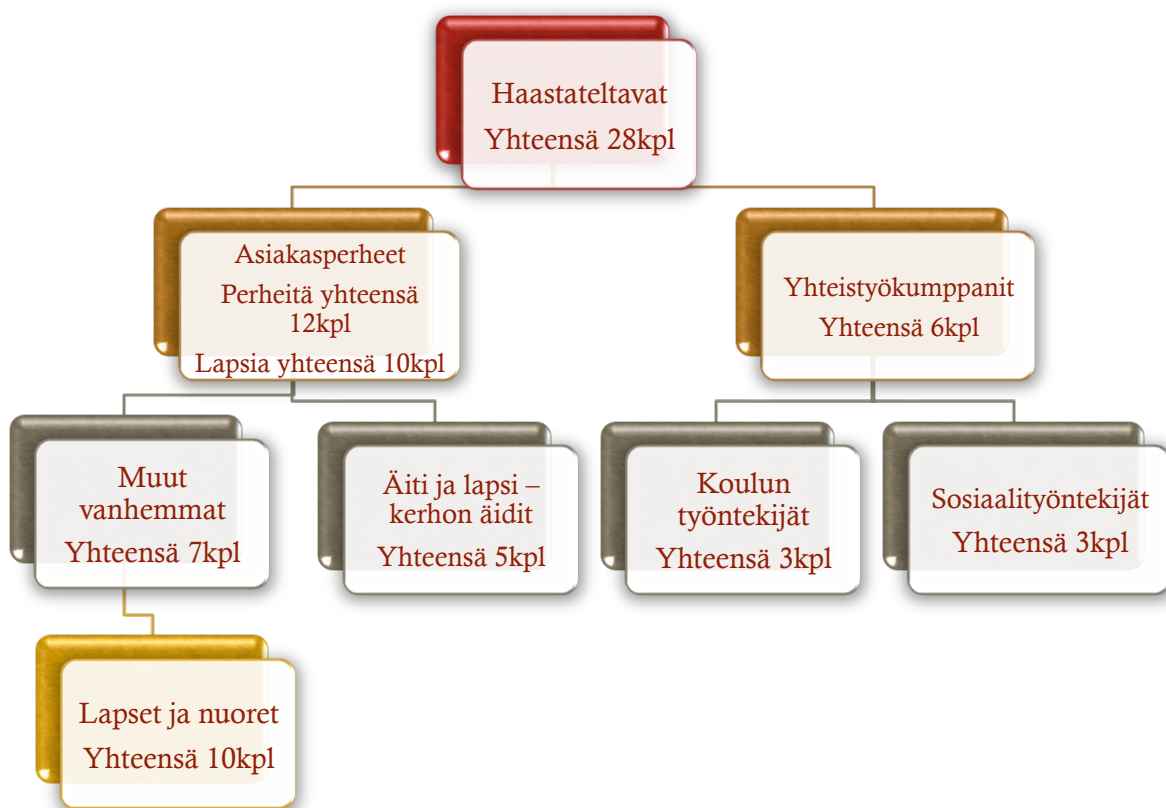 Haastateltavat
Yhteensä 28kpl
Asiakasperheet
Perheitä yhteensä
12kpl
Lapsia yhteensä 10kpl
Yhteistyökumppanit
Yhteensä 6kpl
Muut
vanhemmat
Yhteensä 7kpl
Äiti ja lapsi –
kerhon äidit
Yhteensä 5kpl
Koulun
työntekijät
Yhteensä 3kpl
Sosiaalityöntekijät
Yhteensä 3kpl
Lapset ja nuoret
Yhteensä 10kpl